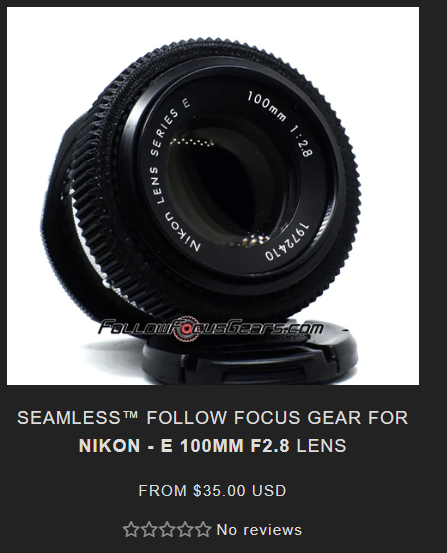 NIKON LENS SERIES E 100mm 1:2.8 1972410
FOLLOWFOCUSGEARS.COM
SEAMLESS™ FOLLOW FOCUS GEAR FOR
NIKON - E 100MM F2.8 LENS
FROM $35.00 USD
No reviews